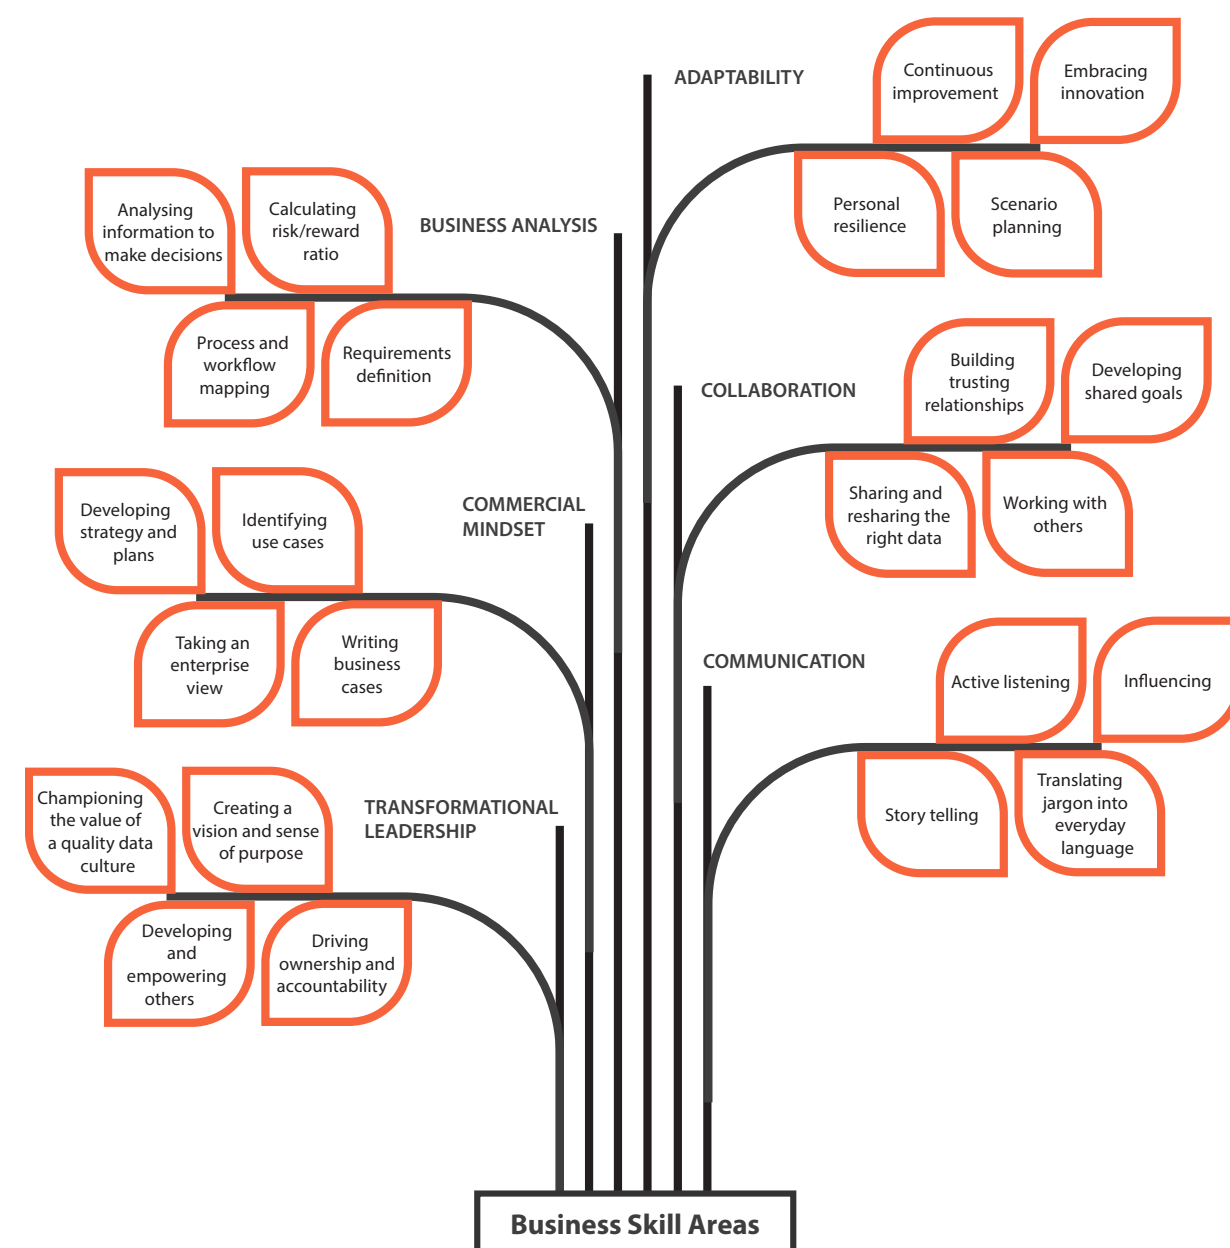 ADAPTABILITY
Continuous
improvement
Embracing
innovation
Personal
resilience
Scenario
planning
BUSINESS ANALYSIS
Analysing
information to
make decisions
Calculating
risk/reward
ratio
Process and
workflow
mapping
Requirements
definition
COLLABORATION
Building
trusting
relationships
Developing
shared goals
Sharing and
resharing the
right data
Working with
others
COMMERCIAL
MINDSET
Developing
strategy and
plans
Identifying
use cases
Taking an
enterprise
view
Writing
business
cases
COMMUNICATION
Active listening
Influencing
Story telling
Translating
jargon into
everyday
language
TRANSFORMATIONAL
LEADERSHIP
Championing
the value of
a quality data
culture
Creating a
vision and sense
of purpose
Developing
and
empowering
others
Driving
ownership and
accountability
Business Skill Areas